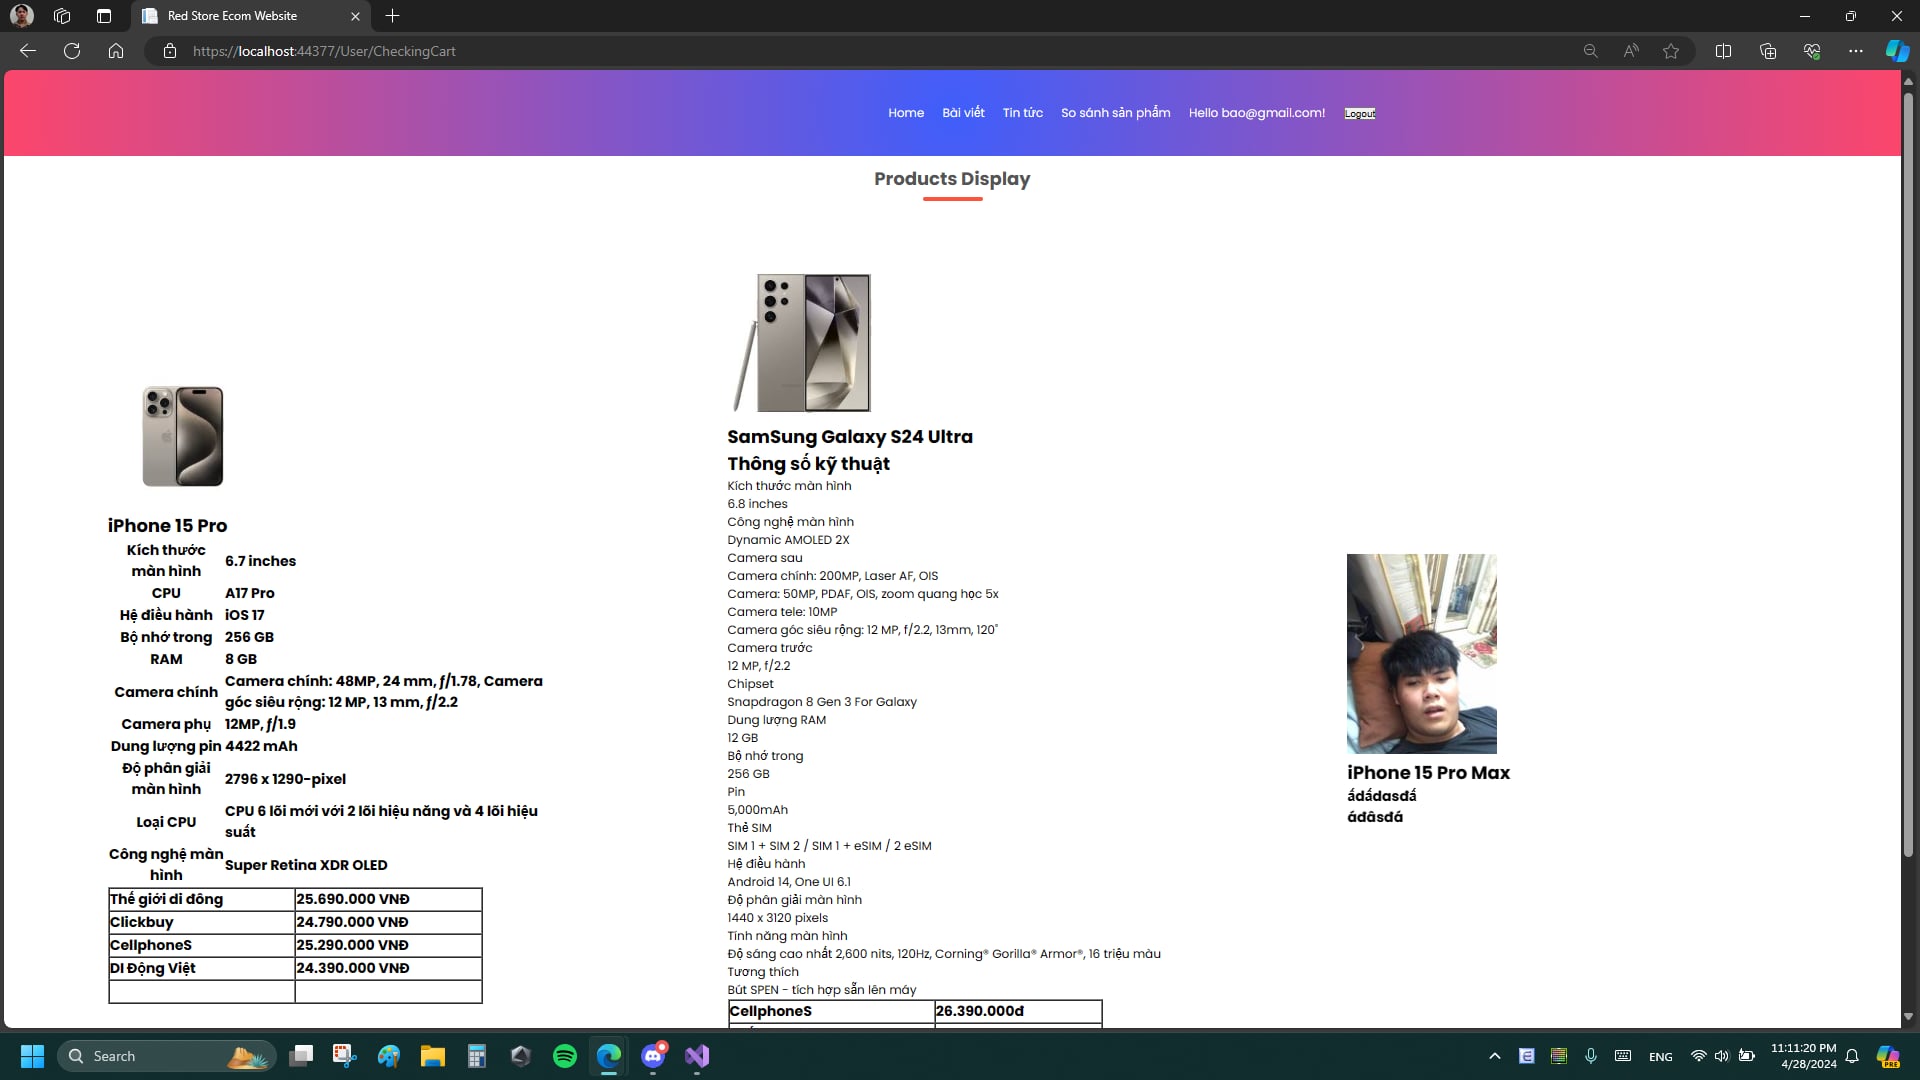 Red Store Ecom Website
https://localhost:44377/User/CheckingCart
Home Bài viết Tin tức So sánh sản phẩm Hello bao@gmail.com! Logout
Products Display
iPhone 15 Pro
Kích thước
màn hình
6.7 inches
CPU A17 Pro
Hệ điều hành iOS 17
Bộ nhớ trong 256 GB
RAM 8 GB
Camera chính
Camera chính: 48MP, 24 mm, ƒ/1.78, Camera
góc siêu rộng: 12 MP, 13 mm, ƒ/2.2
Camera phụ 12MP, ƒ/1.9
Dung lượng pin 4422 mAh
Độ phân giải
màn hình
2796 x 1290-pixel
Loại CPU
CPU 6 lõi mới với 2 lõi hiệu năng và 4 lõi hiệu
suất
Công nghệ màn
hình
Super Retina XDR OLED
Thế giới di đông 25.690.000 VNĐ
Clickbuy 24.790.000 VNĐ
CellphoneS 25.290.000 VNĐ
DI Động Việt 24.390.000 VNĐ
SamSung Galaxy S24 Ultra
Thông số kỹ thuật
Kích thước màn hình
6.8 inches
Công nghệ màn hình
Dynamic AMOLED 2X
Camera sau
Camera chính: 200MP, Laser AF, OIS
Camera: 50MP, PDAF, OIS, zoom quang học 5x
Camera tele: 10MP
Camera góc siêu rộng: 12 MP, f/2.2, 13mm, 120˚
Camera trước
12 MP, f/2.2
Chipset
Snapdragon 8 Gen 3 For Galaxy
Dung lượng RAM
12 GB
Bộ nhớ trong
256 GB
Pin
5,000mAh
Thẻ SIM
SIM 1 + SIM 2 / SIM 1 + eSIM / 2 eSIM
Hệ điều hành
Android 14, One UI 6.1
Độ phân giải màn hình
1440 x 3120 pixels
Tính năng màn hình
Độ sáng cao nhất 2,600 nits, 120Hz, Corning® Gorilla® Armor®, 16 triệu màu
Tương thích
Bút SPEN - tích hợp sẵn lên máy
CellphoneS 26.390.000đ
iPhone 15 Pro Max
ấdấdasđấ
áđâsđá
Search
ENG
11:11:20 PM
4/28/2024
PRE